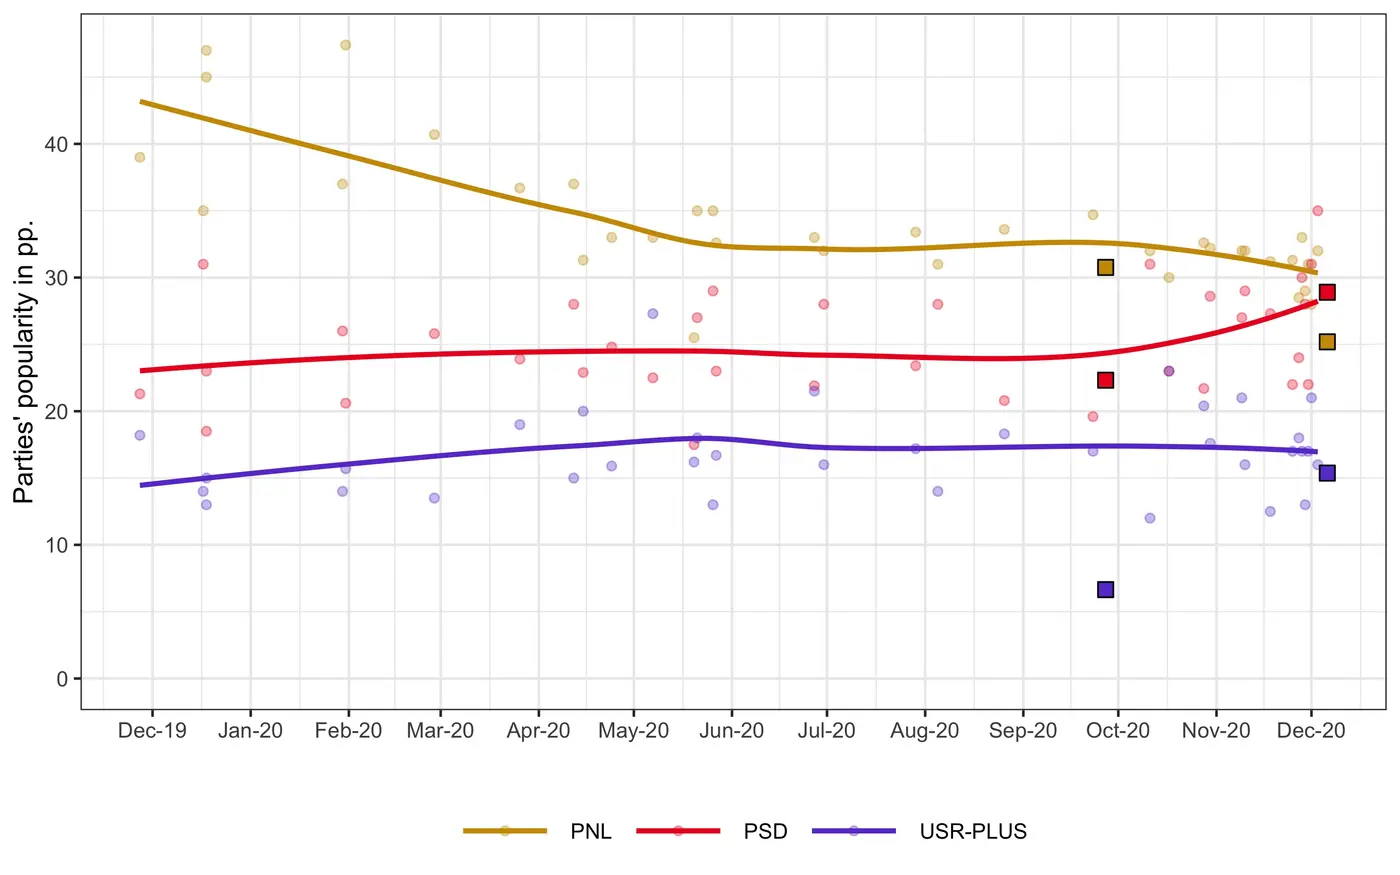 Parties' popularity in pp.
40
30
20
10
0
Dec-19 Jan-20 Feb-20 Mar-20 Apr-20 May-20 Jun-20 Jul-20 Aug-20 Sep-20 Oct-20 Nov-20 Dec-20
PNL PSD USR-PLUS